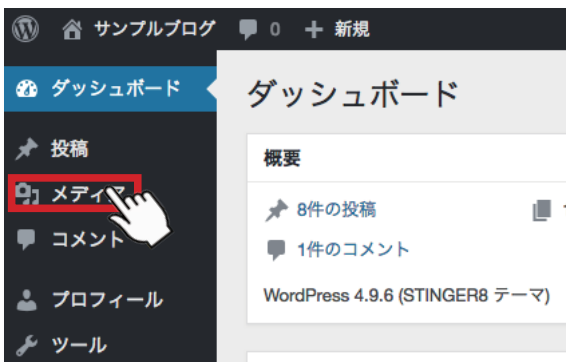 サンプルブログ 0 新規
ダッシュボード
ダッシュボード
投稿
メディア
コメント
プロフィール
ツール
概要
8件の投稿
1件のコメント
WordPress 4.9.6 (STINGER8 テーマ)